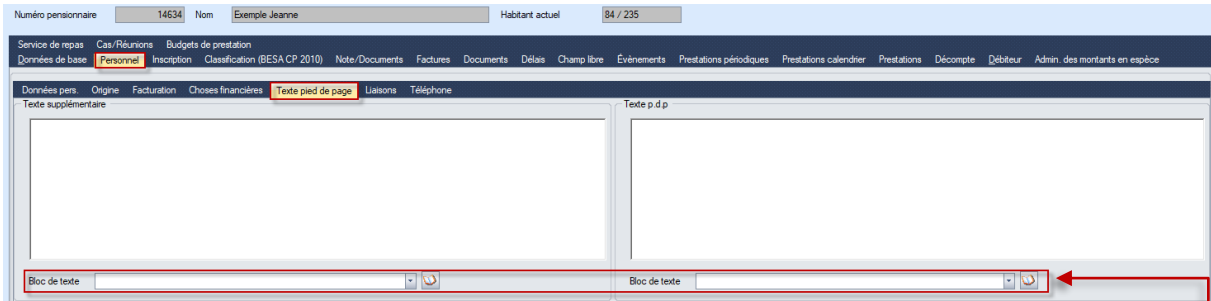 Numéro pensionnaire 14634 Nom Exemple Jeanne Habitant actuel 84 / 235
Service de repas Cas/Réunions Budgets de prestation
Données de base Personnel Inscription Classification (BESA CP 2010) Note/Documents Factures Documents Délais Champ libre Évènements Prestations périodiques Prestations calendrier Prestations Décompte Débiteur Admin. des montants en espèce
Données pers. Origine Facturation Choses financières Texte pied de page Liaisons Téléphone
Texte supplémentaire Texte p.d.p
Bloc de texte Bloc de texte